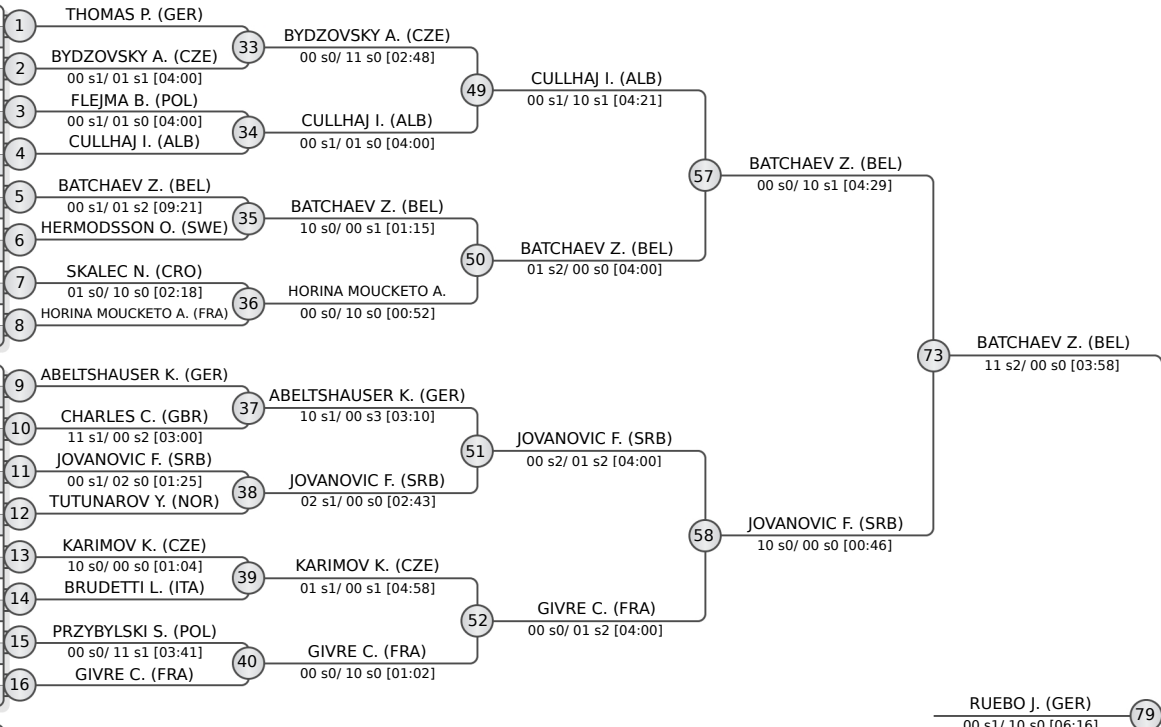 1
THOMAS P. (GER)
2
BYDZOVSKY A. (CZE)
00 s1/ 01 s1 [04:00]
3
FLEJMA B. (POL)
00 s1/ 01 s0 [04:00]
4
CULLHAJ I. (ALB)
5
BATCHAEV Z. (BEL)
00 s1/ 01 s2 [09:21]
6
HERMODSSON O. (SWE)
7
SKALEC N. (CRO)
01 s0/ 10 s0 [02:18]
8
HORINA MOUCKETO A. (FRA)
9
ABELTSHAUSER K. (GER)
10
CHARLES C. (GBR)
11 s1/ 00 s2 [03:00]
11
JOVANOVIC F. (SRB)
00 s1/ 02 s0 [01:25]
12
TUTUNAROV Y. (NOR)
13
KARIMOV K. (CZE)
10 s0/ 00 s0 [01:04]
14
BRUDETTI L. (ITA)
15
PRZYBYLSKI S. (POL)
00 s0/ 11 s1 [03:41]
16
GIVRE C. (FRA)
33
BYDZOVSKY A. (CZE)
00 s0/ 11 s0 [02:48]
34
CULLHAJ I. (ALB)
00 s1/ 01 s0 [04:00]
35
BATCHAEV Z. (BEL)
10 s0/ 00 s1 [01:15]
36
HORINA MOUCKETO A.
00 s0/ 10 s0 [00:52]
37
ABELTSHAUSER K. (GER)
10 s1/ 00 s3 [03:10]
38
JOVANOVIC F. (SRB)
02 s1/ 00 s0 [02:43]
39
KARIMOV K. (CZE)
01 s1/ 00 s1 [04:58]
40
GIVRE C. (FRA)
00 s0/ 10 s0 [01:02]
49
CULLHAJ I. (ALB)
00 s1/ 10 s1 [04:21]
50
BATCHAEV Z. (BEL)
01 s2/ 00 s0 [04:00]
51
JOVANOVIC F. (SRB)
00 s2/ 01 s2 [04:00]
52
GIVRE C. (FRA)
00 s0/ 01 s2 [04:00]
57
BATCHAEV Z. (BEL)
00 s0/ 10 s1 [04:29]
58
JOVANOVIC F. (SRB)
10 s0/ 00 s0 [00:46]
73
BATCHAEV Z. (BEL)
11 s2/ 00 s0 [03:58]
RUEBO J. (GER)
79
00 s1/ 10 s0 [06:16]